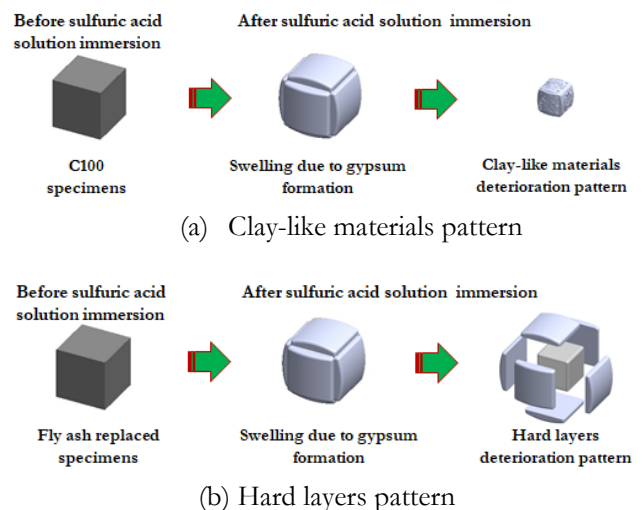 Before sulfuric acid
solution immersion
After sulfuric acid solution immersion
C100
specimens
Swelling due to gypsum
formation
Clay-like materials
deterioration pattern
(a) Clay-like materials pattern
Before sulfuric acid
solution immersion
After sulfuric acid solution immersion
Fly ash replaced
specimens
Swelling due to gypsum
formation
Hard layers
deterioration pattern
(b) Hard layers pattern